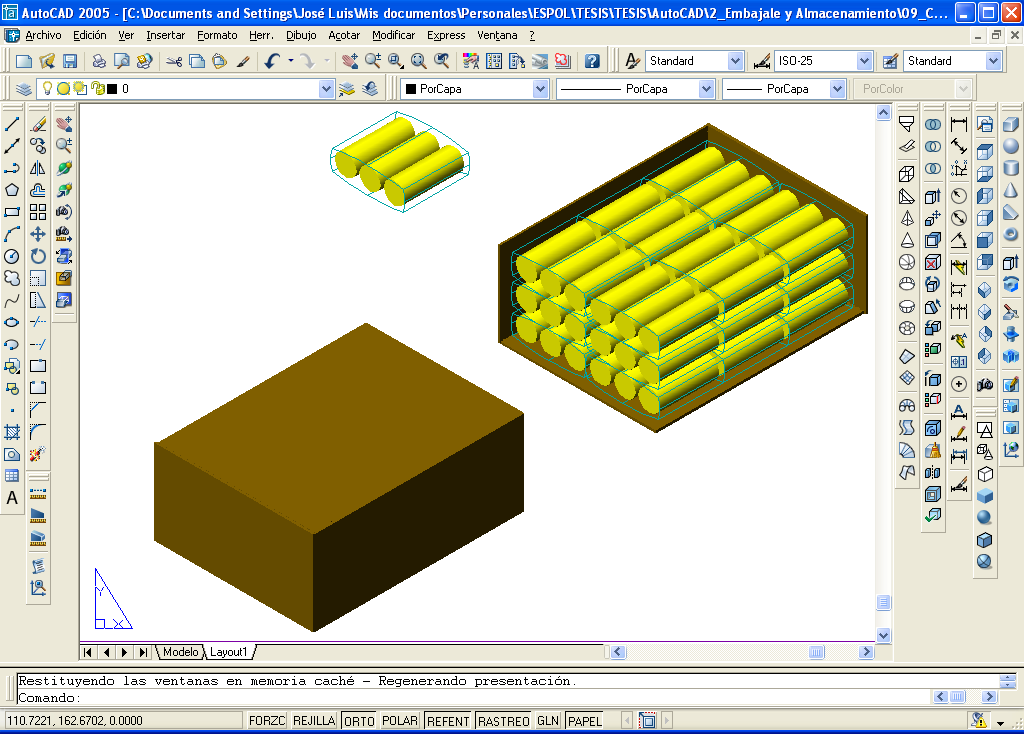 AutoCAD 2005 - [C:\Documents and Settings\José Luis\Mis documentos\Personales\ESPOL\TESIS\TESIS\AutoCAD\2_Embajale y Almacenamiento\09_C...
Archivo Edición Ver Insertar Formato Herr. Dibujo Acotar Modificar Express Ventana ?
Standard ISO-25 Standard
0 PorCapa PorCapa PorCapa PorColor
A
Y
X
Modelo Layout1
Restituyendo las ventanas en memoria caché - Regenerando presentación.
Comando:
110.7221, 162.6702, 0.0000 FORZC REJILLA ORTO POLAR REFENT RASTREO GLN PAPEL